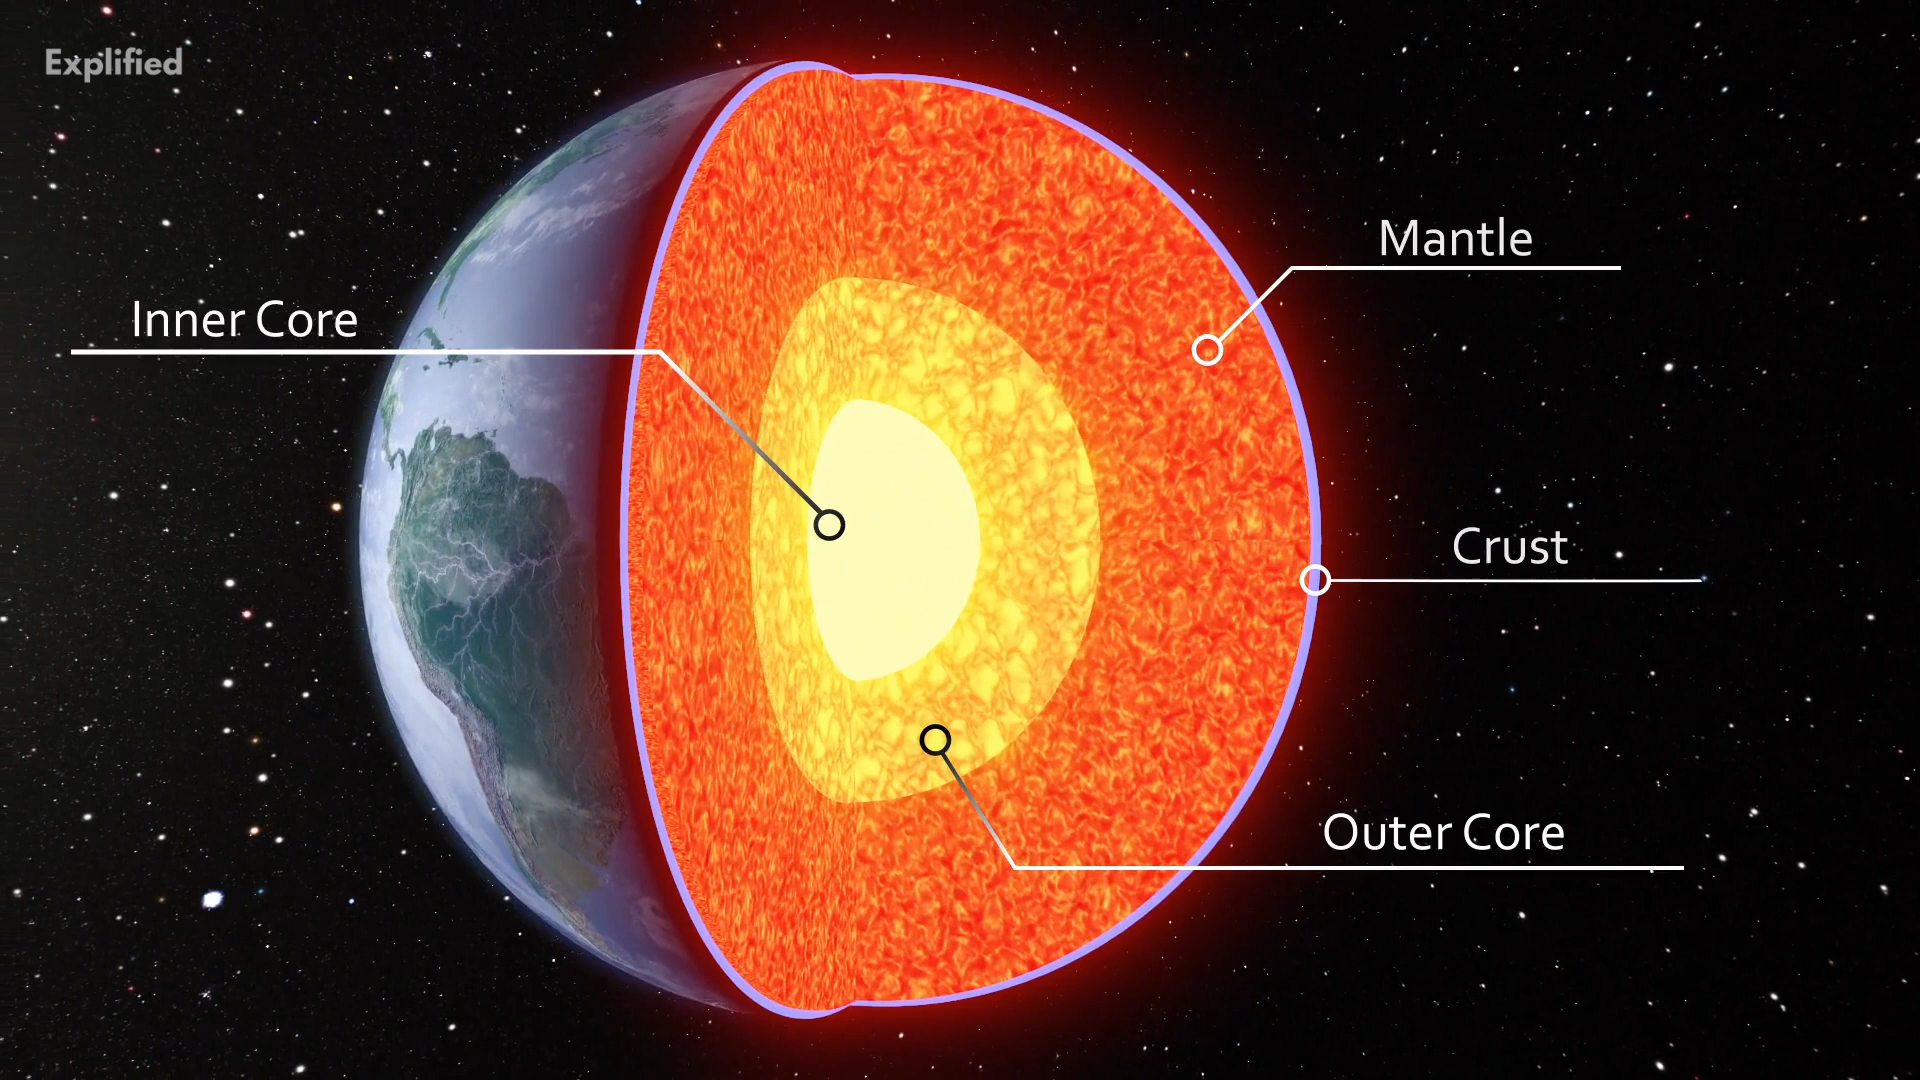 Explified
Mantle
Inner Core
Crust
Outer Core